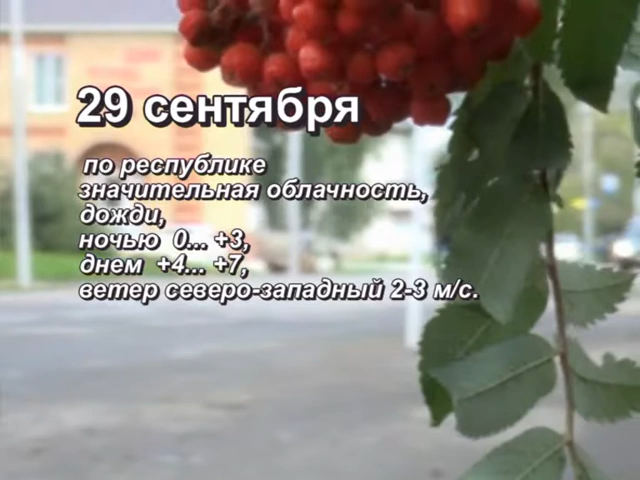 29 сентября
по республике
значительная облачность,
дожди,
ночью 0... +3,
днем +4... +7,
ветер северо-западный 2-3 м/с.